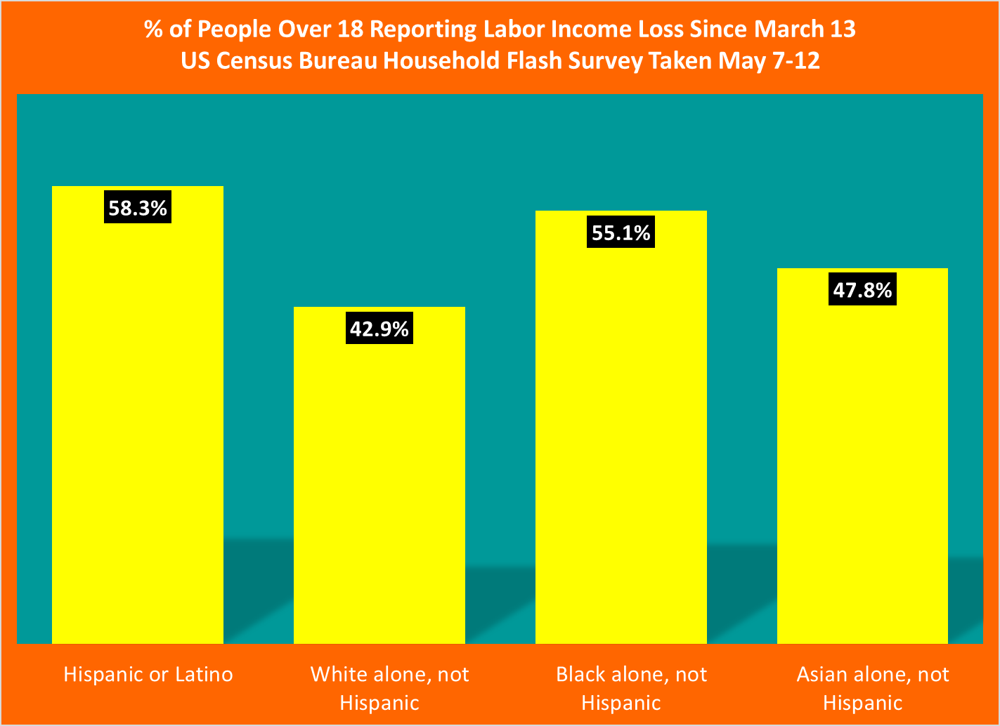 % of People Over 18 Reporting Labor Income Loss Since March 13
US Census Bureau Household Flash Survey Taken May 7-12
58.3%
42.9%
55.1%
47.8%
Hispanic or Latino
White alone, not
Hispanic
Black alone, not
Hispanic
Asian alone, not
Hispanic